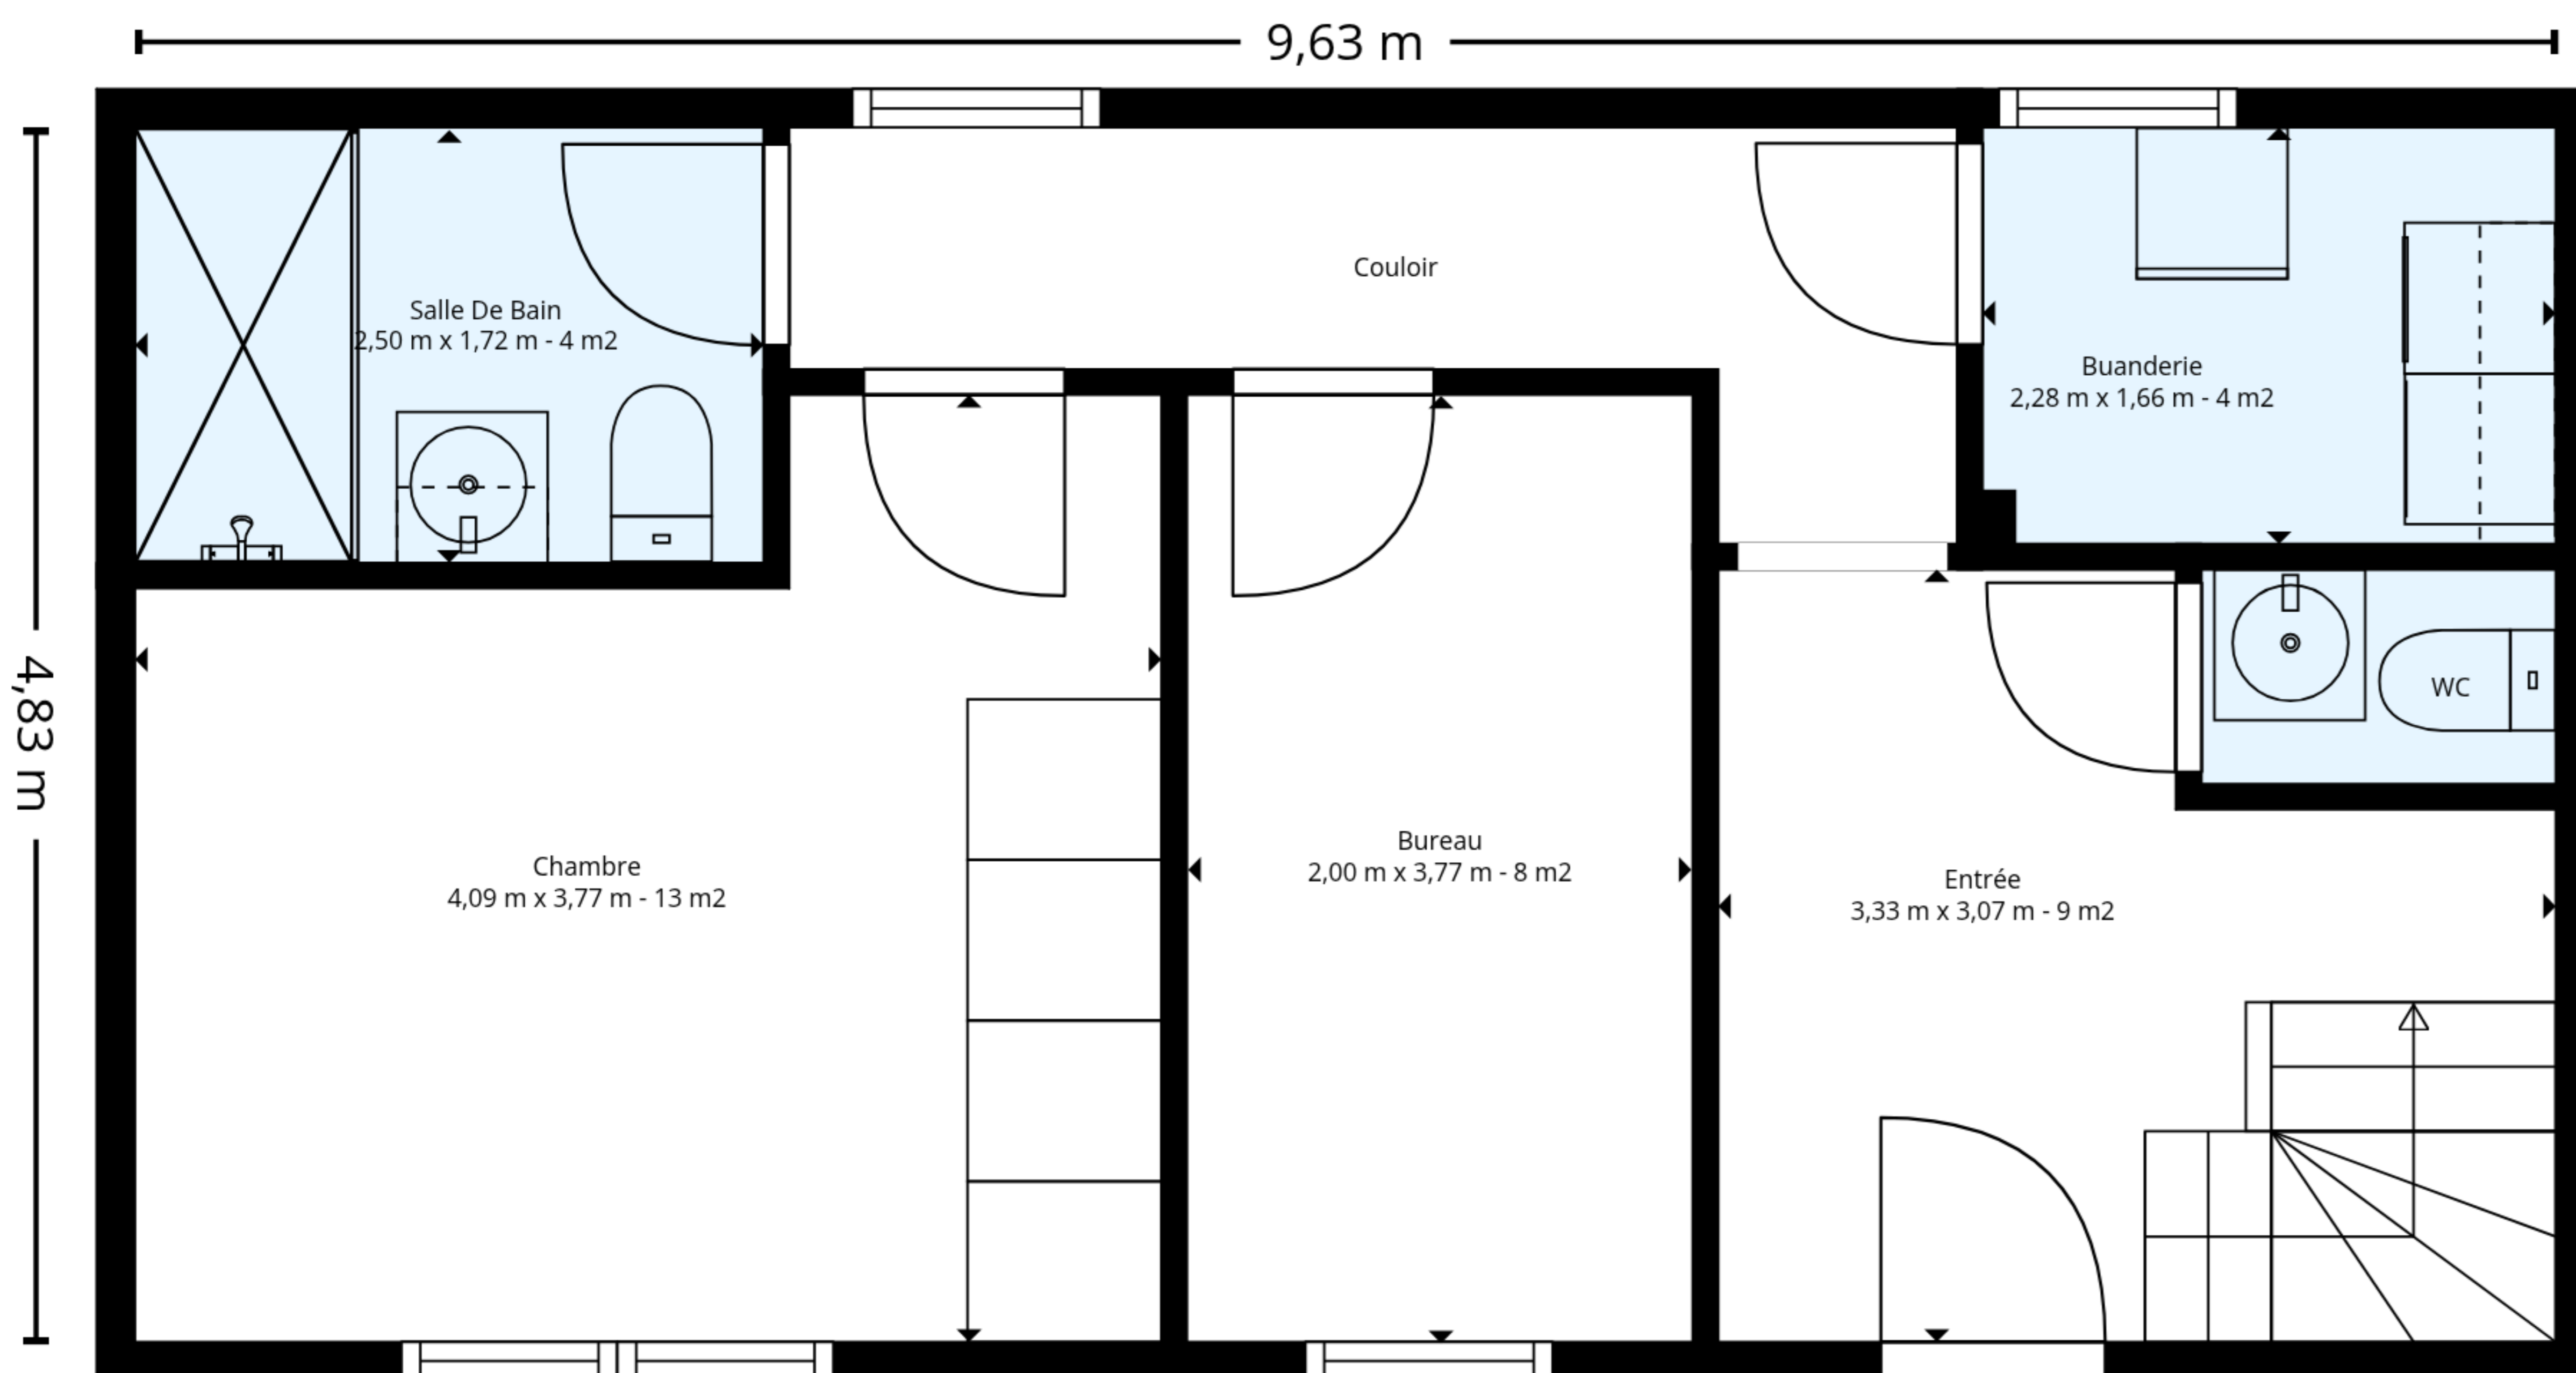 9,63 m
Couloir
Salle De Bain
2,50 m x 1,72 m - 4 m2
Buanderie
2,28 m x 1,66 m - 4 m2
4,83 m
WC
Chambre
4,09 m x 3,77 m - 13 m2
Bureau
2,00 m x 3,77 m - 8 m2
Entrée
3,33 m x 3,07 m - 9 m2